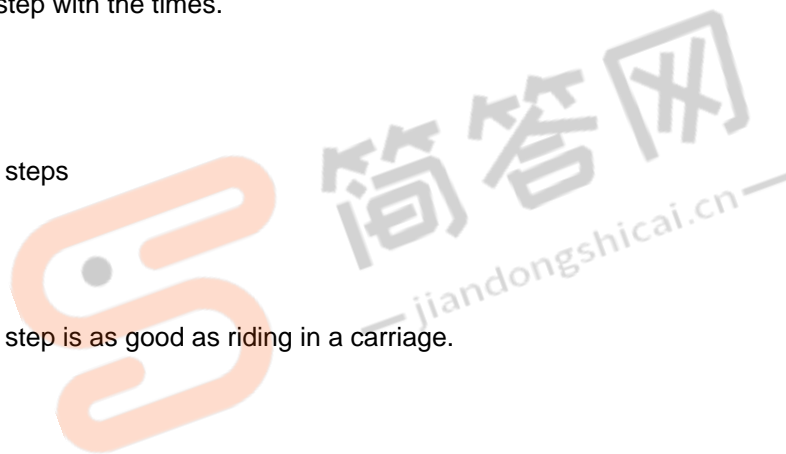 step with the times.
简答网
jiandongshicai.cn
steps
step is as good as riding in a carriage.